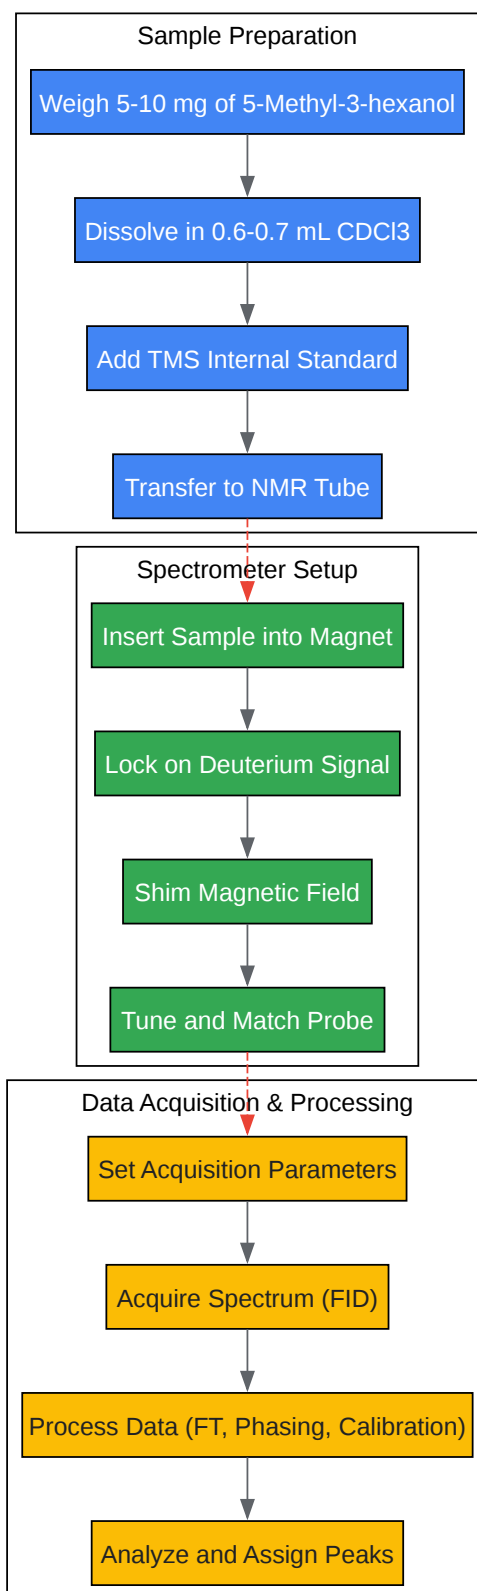 Sample Preparation
Weigh 5-10 mg of 5-Methyl-3-hexanol
Dissolve in 0.6-0.7 mL CDCl3
Add TMS Internal Standard
Transfer to NMR Tube
Spectrometer Setup
Insert Sample into Magnet
Lock on Deuterium Signal
Shim Magnetic Field
Tune and Match Probe
Data Acquisition & Processing
Set Acquisition Parameters
Acquire Spectrum (FID)
Process Data (FT, Phasing, Calibration)
Analyze and Assign Peaks